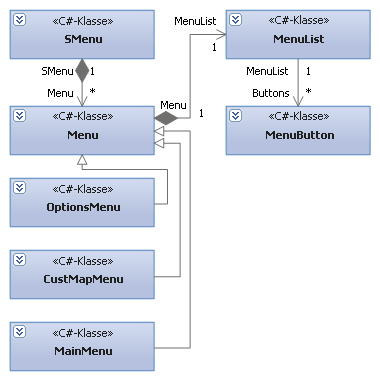 «C#-Klasse»
SMenu
MenuList
1
«C#-Klasse»
MenuList
SMenu 1
Menu *
MenuList 1
Buttons *
«C#-Klasse»
Menu
Menu
1
«C#-Klasse»
MenuButton
«C#-Klasse»
OptionsMenu
«C#-Klasse»
CustMapMenu
«C#-Klasse»
MainMenu